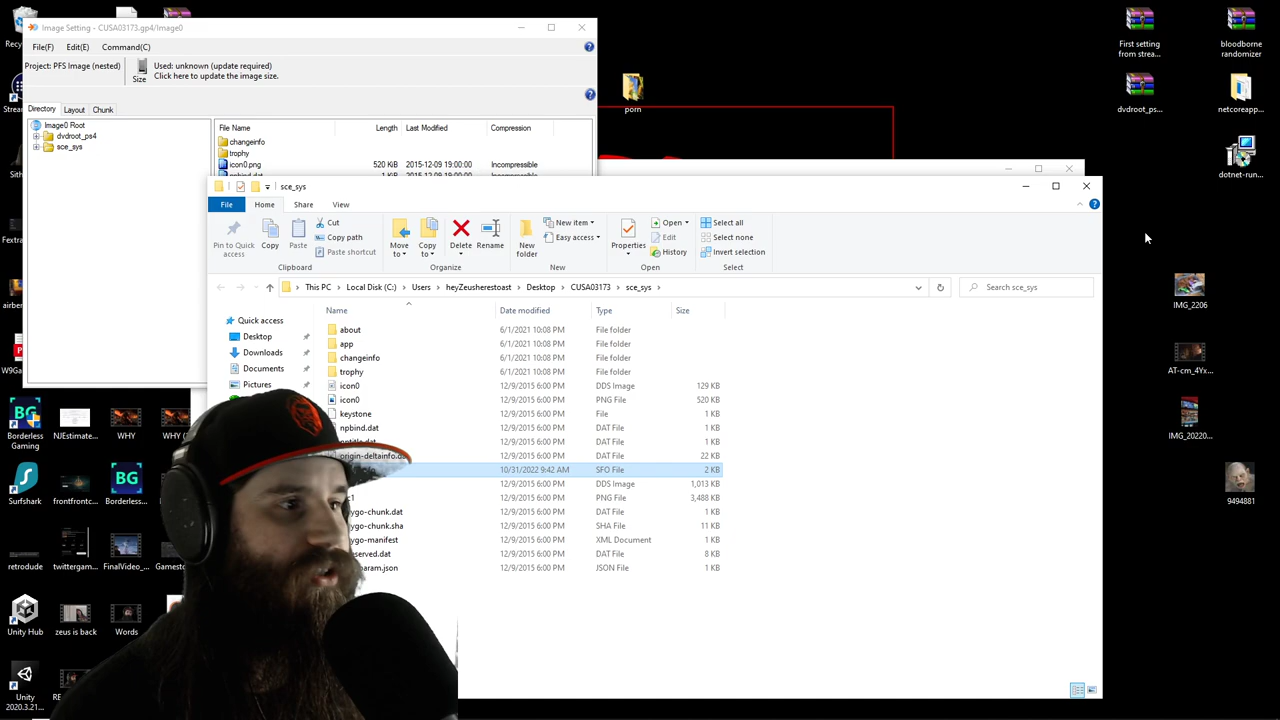 Image Setting - CUSA03173.gp4/Image0
File(F) Edit(E) Command(C)
Project: PFS Image (nested)
Size
Used: unknown (update required)
Click here to update the image size.
Directory Layout Chunk
Image0 Root
dvdroot_ps4
sce_sys
File Name Length Last Modified Compression
changeinfo
trophy
icon0.png 520 KiB 2015-12-09 19:00:00 Incompressible
porn
sce_sys
File Home Share View
Pin to Quick access
Copy
Paste
Cut
Copy path
Paste shortcut
Clipboard
Move to
Copy to
Delete
Rename
Organize
New folder
New item
Easy access
New
Properties
Open
Edit
History
Open
Select all
Select none
Invert selection
Select
This PC > Local Disk (C:) > Users > heyZeusherestoast > Desktop > CUSA03173 > sce_sys >
Search sce_sys
Quick access
Desktop
Downloads
Documents
Pictures
Name Date modified Type Size
about 6/1/2021 10:08 PM File folder
app 6/1/2021 10:08 PM File folder
changeinfo 6/1/2021 10:08 PM File folder
trophy 6/1/2021 10:08 PM File folder
icon0 12/9/2015 6:00 PM DDS Image 129 KB
icon0 12/9/2015 6:00 PM PNG File 520 KB
keystone 12/9/2015 6:00 PM File 1 KB
npbind.dat 12/9/2015 6:00 PM DAT File 1 KB
12/9/2015 6:00 PM DAT File 1 KB
origin-deltainfo.da 12/9/2015 6:00 PM DAT File 22 KB
10/31/2022 9:42 AM SFO File 2 KB
12/9/2015 6:00 PM DDS Image 1,013 KB
12/9/2015 6:00 PM PNG File 3,488 KB
ygo-chunk.dat 12/9/2015 6:00 PM DAT File 1 KB
ygo-chunk.sha 12/9/2015 6:00 PM SHA File 11 KB
ygo-manifest 12/9/2015 6:00 PM XML Document 1 KB
served.dat 12/9/2015 6:00 PM DAT File 8 KB
param.json 12/9/2015 6:00 PM JSON File 1 KB
First setting from strea...
bloodborne randomizer
dvdroot_ps...
netcoreapp...
dotnet-run...
IMG_2206
AT-cm_4Yx...
IMG_20220...
9494881
Recy
Strea
Sith
Fextra
airber
W9Ga
BG
Borderless Gaming
NJEstimate...
WHY
WHY (
Surfshark
frontfrontc...
BG
Borderless...
retrodude
twittergam...
FinalVideo_...
Gamesto
Unity Hub
zeus is back
Words
Unity 2020.3.21...
RE